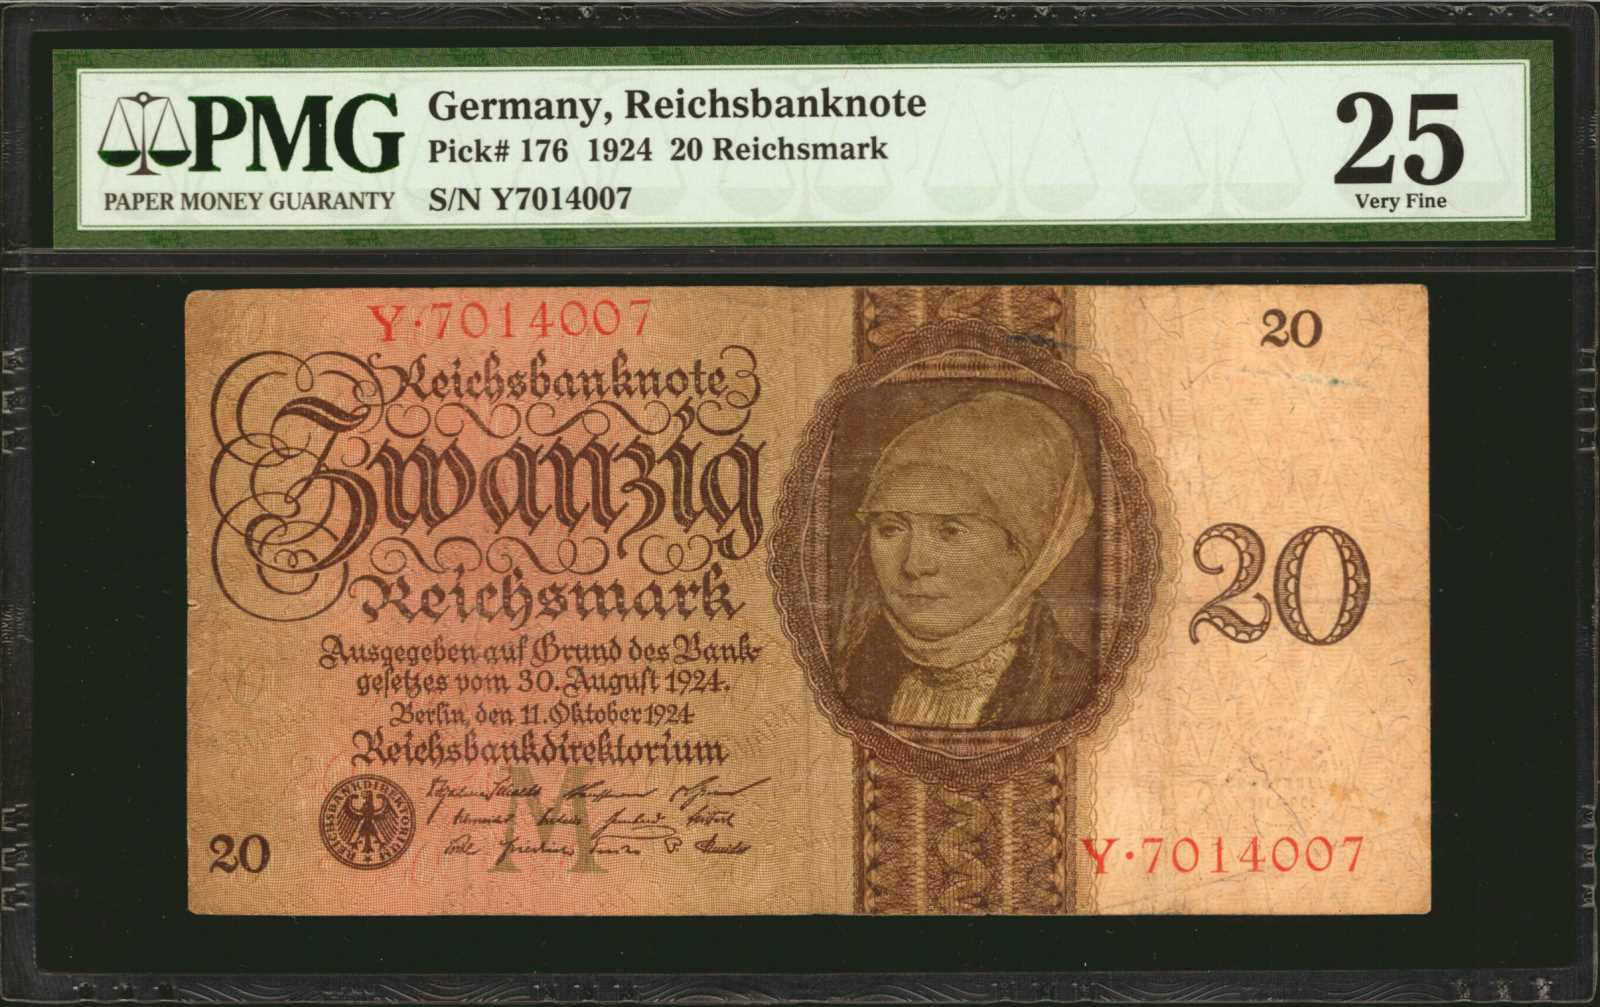 PMG
PAPER MONEY GUARANTY
Germany, Reichsbanknote
Pick# 176 1924 20 Reichsmark
S/N Y7014007
25
Very Fine
Y·7014007
Reichsbanknote
Zwanzig
Reichsmark
Ausgegeben auf Grund des Bank-
gesetzes vom 30. August 1924.
Berlin, den 11. Oktober 1924
Reichsbankdirektorium
REICHSBANKDIREKTORIUM
M
20
20
20
Y·7014007